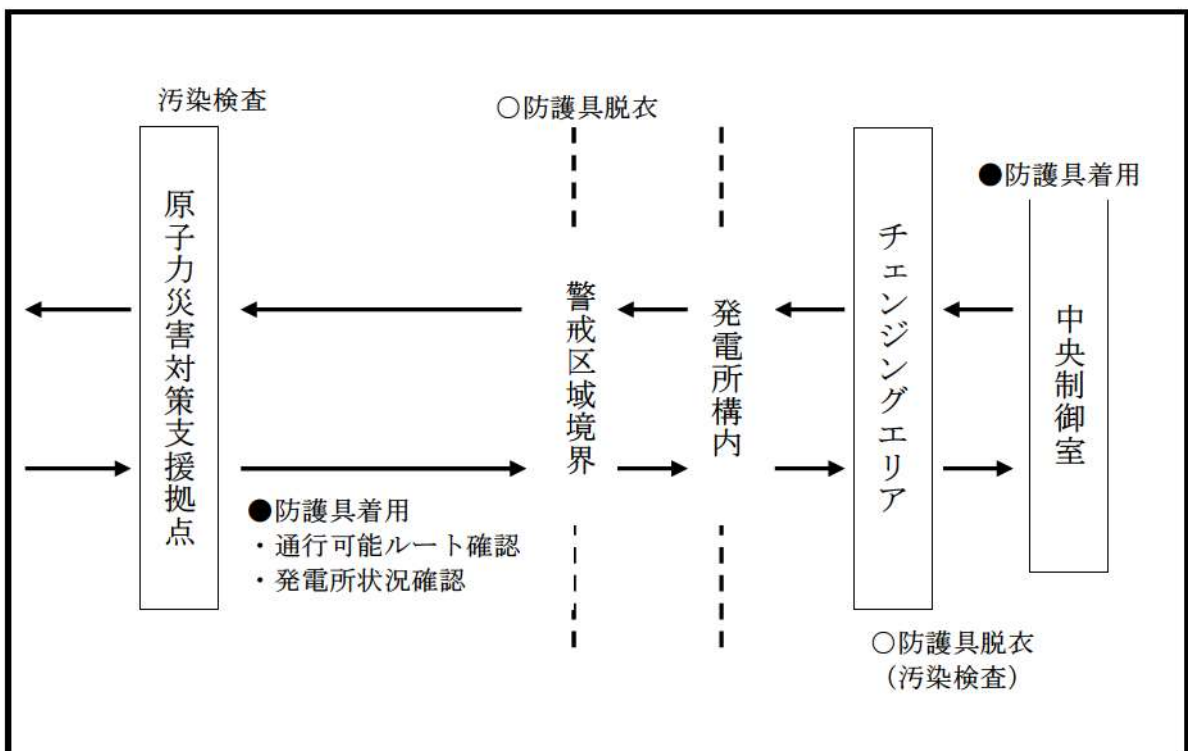 汚染検査
○防護具脱衣
●防護具着用
原子力災害対策支援拠点
警戒区域境界
発電所構内
チェンジングエリア
中央制御室
●防護具着用
・通行可能ルート確認
・発電所状況確認
○防護具脱衣
（汚染検査）